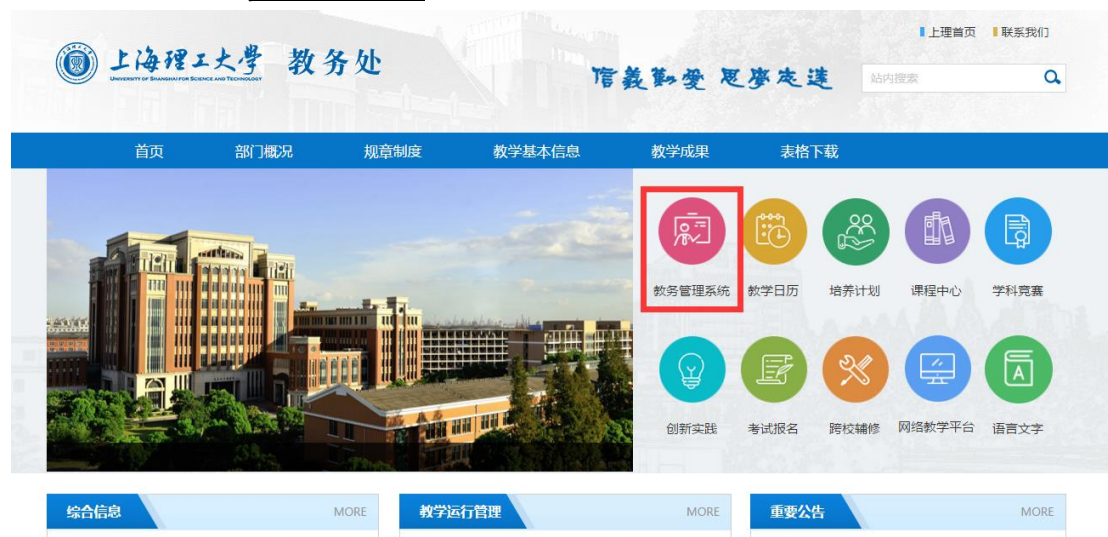 上理首页 联系我们
上海理工大学 教务处
UNIVERSITY OF SHANGHAI FOR SCIENCE AND TECHNOLOGY
信義勤愛 思學志遠
站内搜索
首页 部门概况 规章制度 教学基本信息 教学成果 表格下载
教务管理系统 教学日历 培养计划 课程中心 学科竞赛
创新实践 考试报名 跨校辅修 网络教学平台 语言文字
综合信息 MORE 教学运行管理 MORE 重要公告 MORE